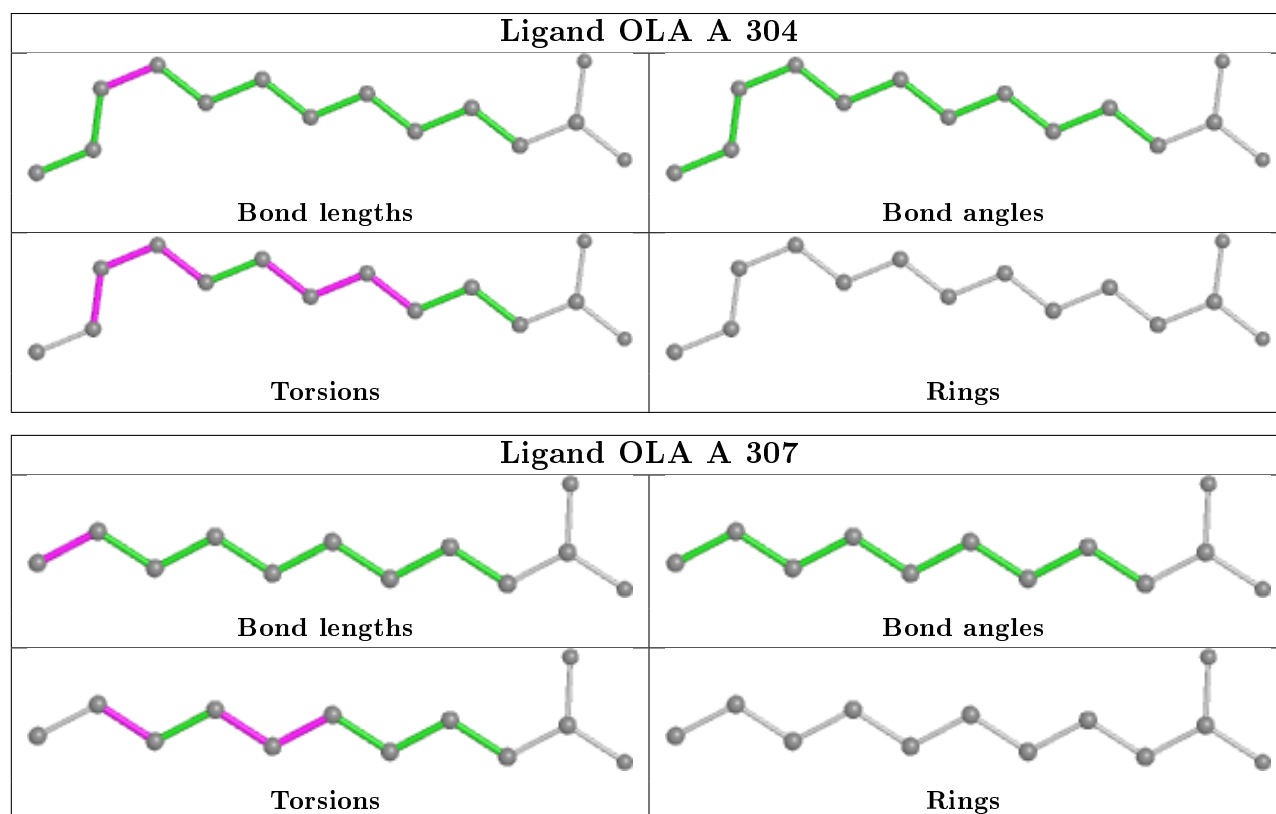 Ligand OLA A 304
Bond lengths
Bond angles
Torsions
Rings
Ligand OLA A 307
Bond lengths
Bond angles
Torsions
Rings